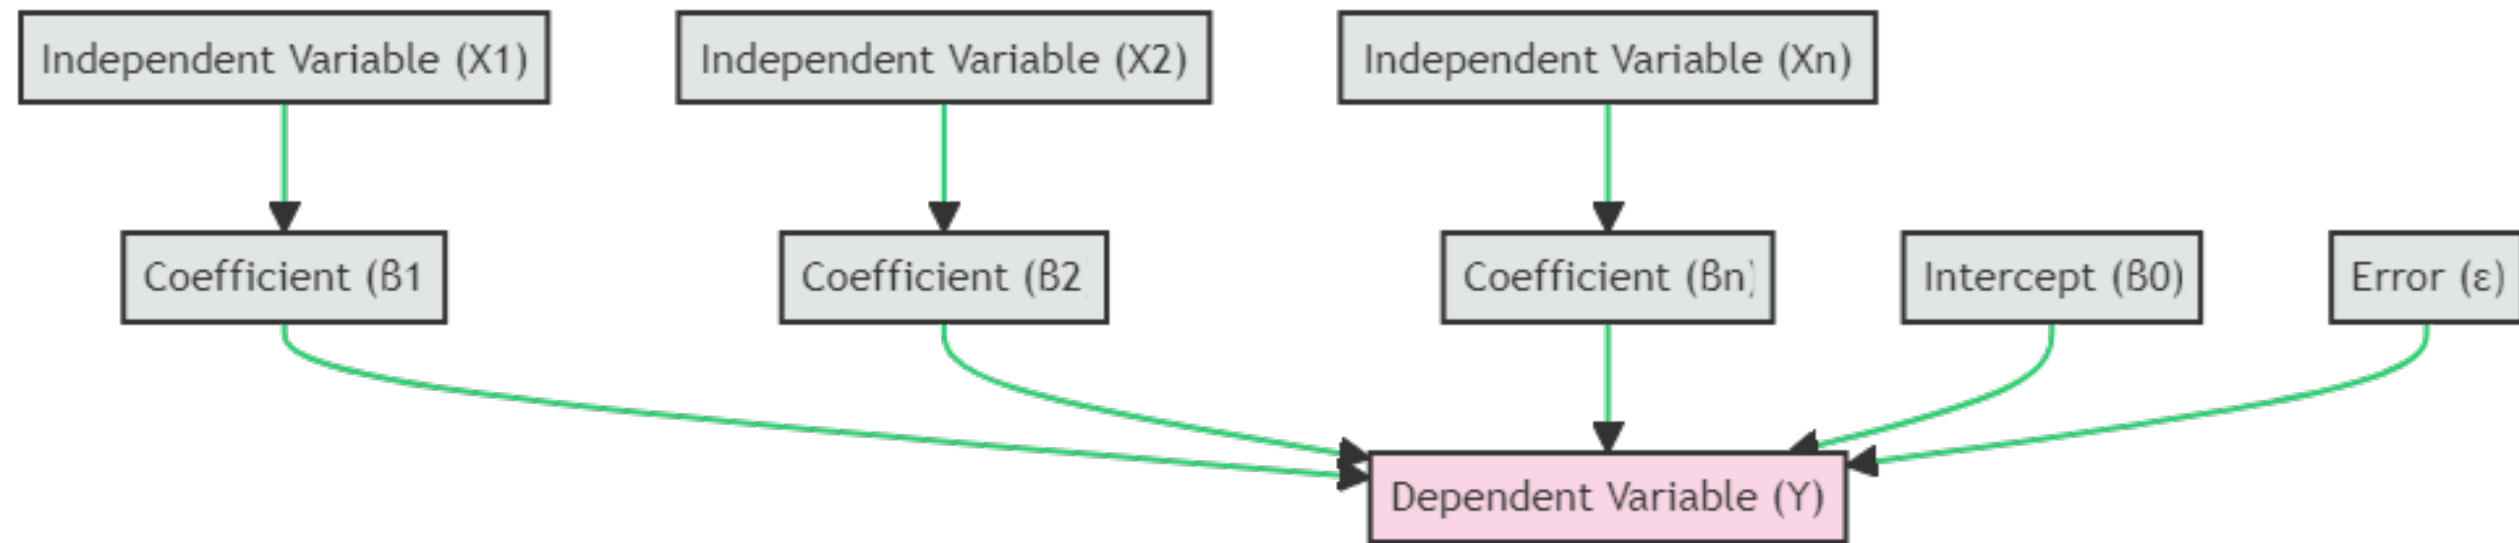 Independent Variable (X1)
Independent Variable (X2)
Independent Variable (Xn)
Coefficient (β1
Coefficient (β2
Coefficient (βn)
Intercept (β0)
Error (ε)
Dependent Variable (Y)